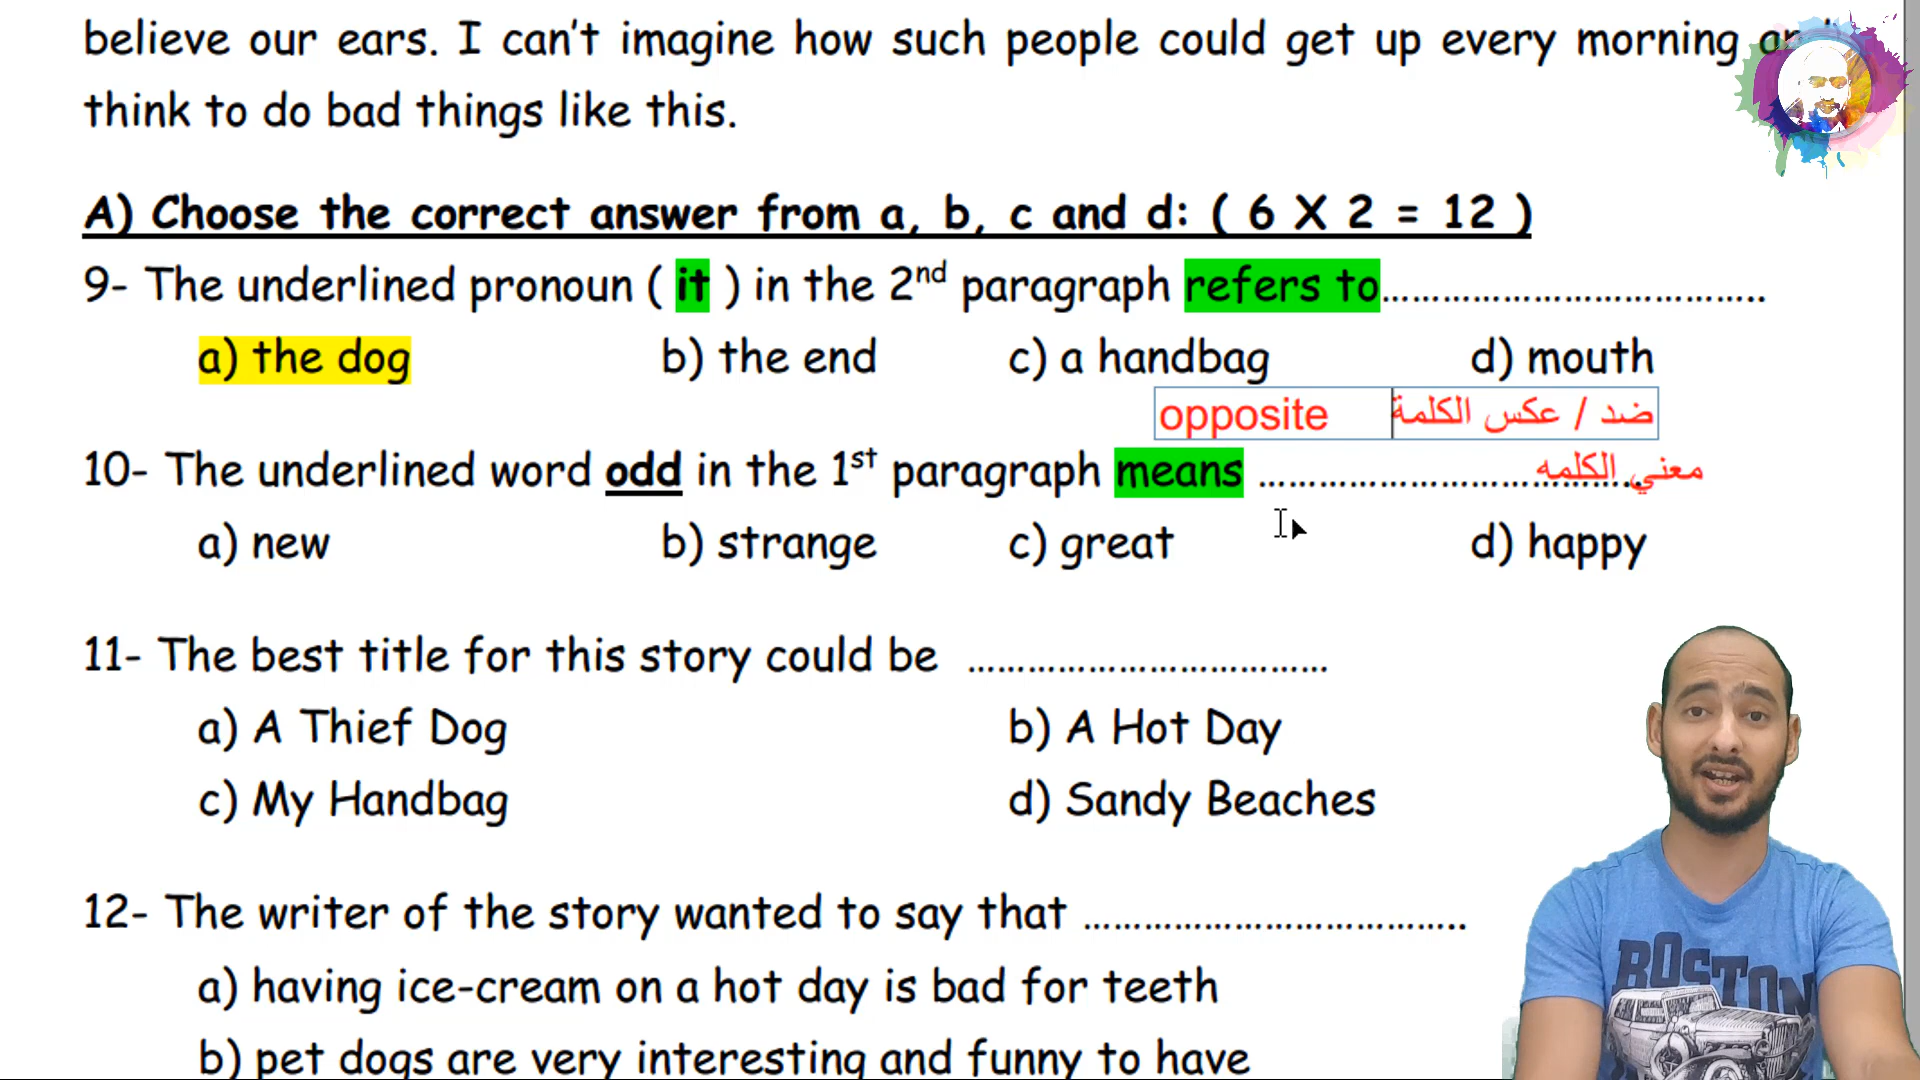 believe our ears. I can't imagine how such people could get up every morning
think to do bad things like this.
A) Choose the correct answer from a, b, c and d: ( 6 X 2 = 12 )
9- The underlined pronoun ( it ) in the 2nd paragraph refers to……………………………….
a) the dog b) the end c) a handbag d) mouth
opposite ضد / عكس الكلمة
10- The underlined word odd in the 1st paragraph means ……………………………….. معني الكلمه
a) new b) strange c) great d) happy
11- The best title for this story could be ………………………………
a) A Thief Dog b) A Hot Day
c) My Handbag d) Sandy Beaches
12- The writer of the story wanted to say that ………………………………..
a) having ice-cream on a hot day is bad for teeth
b) pet dogs are very interesting and funny to have
BOSTON